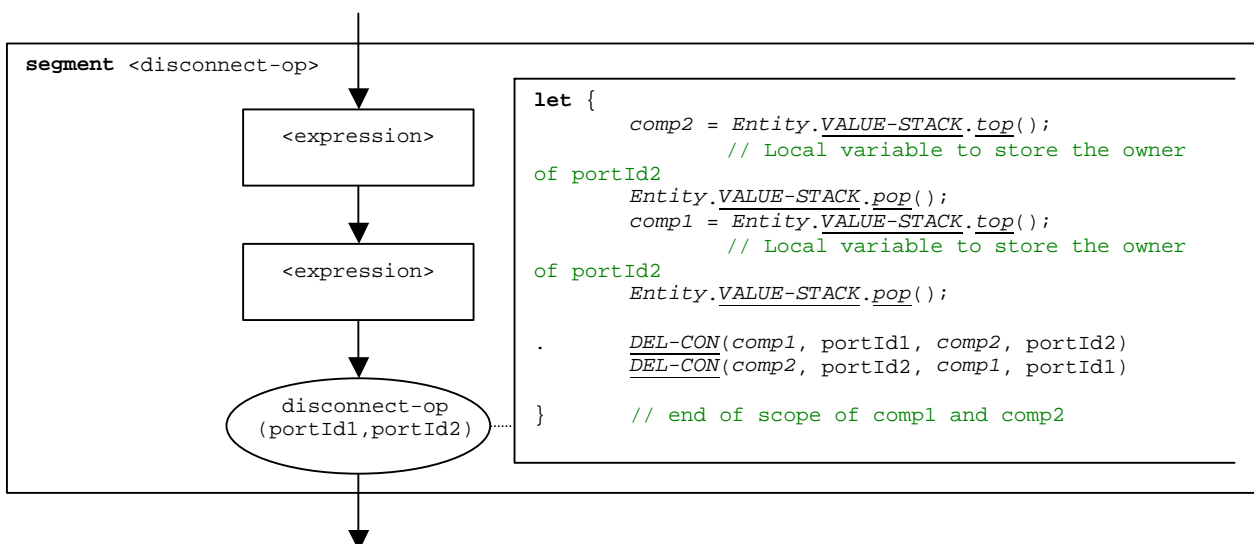 segment <disconnect-op>
<expression>
<expression>
disconnect-op
(portId1,portId2)
let {
comp2 = Entity.VALUE-STACK.top();
// Local variable to store the owner
of portId2
Entity.VALUE-STACK.pop();
comp1 = Entity.VALUE-STACK.top();
// Local variable to store the owner
of portId2
Entity.VALUE-STACK.pop();
. DEL-CON(comp1, portId1, comp2, portId2)
DEL-CON(comp2, portId2, comp1, portId1)
} // end of scope of comp1 and comp2